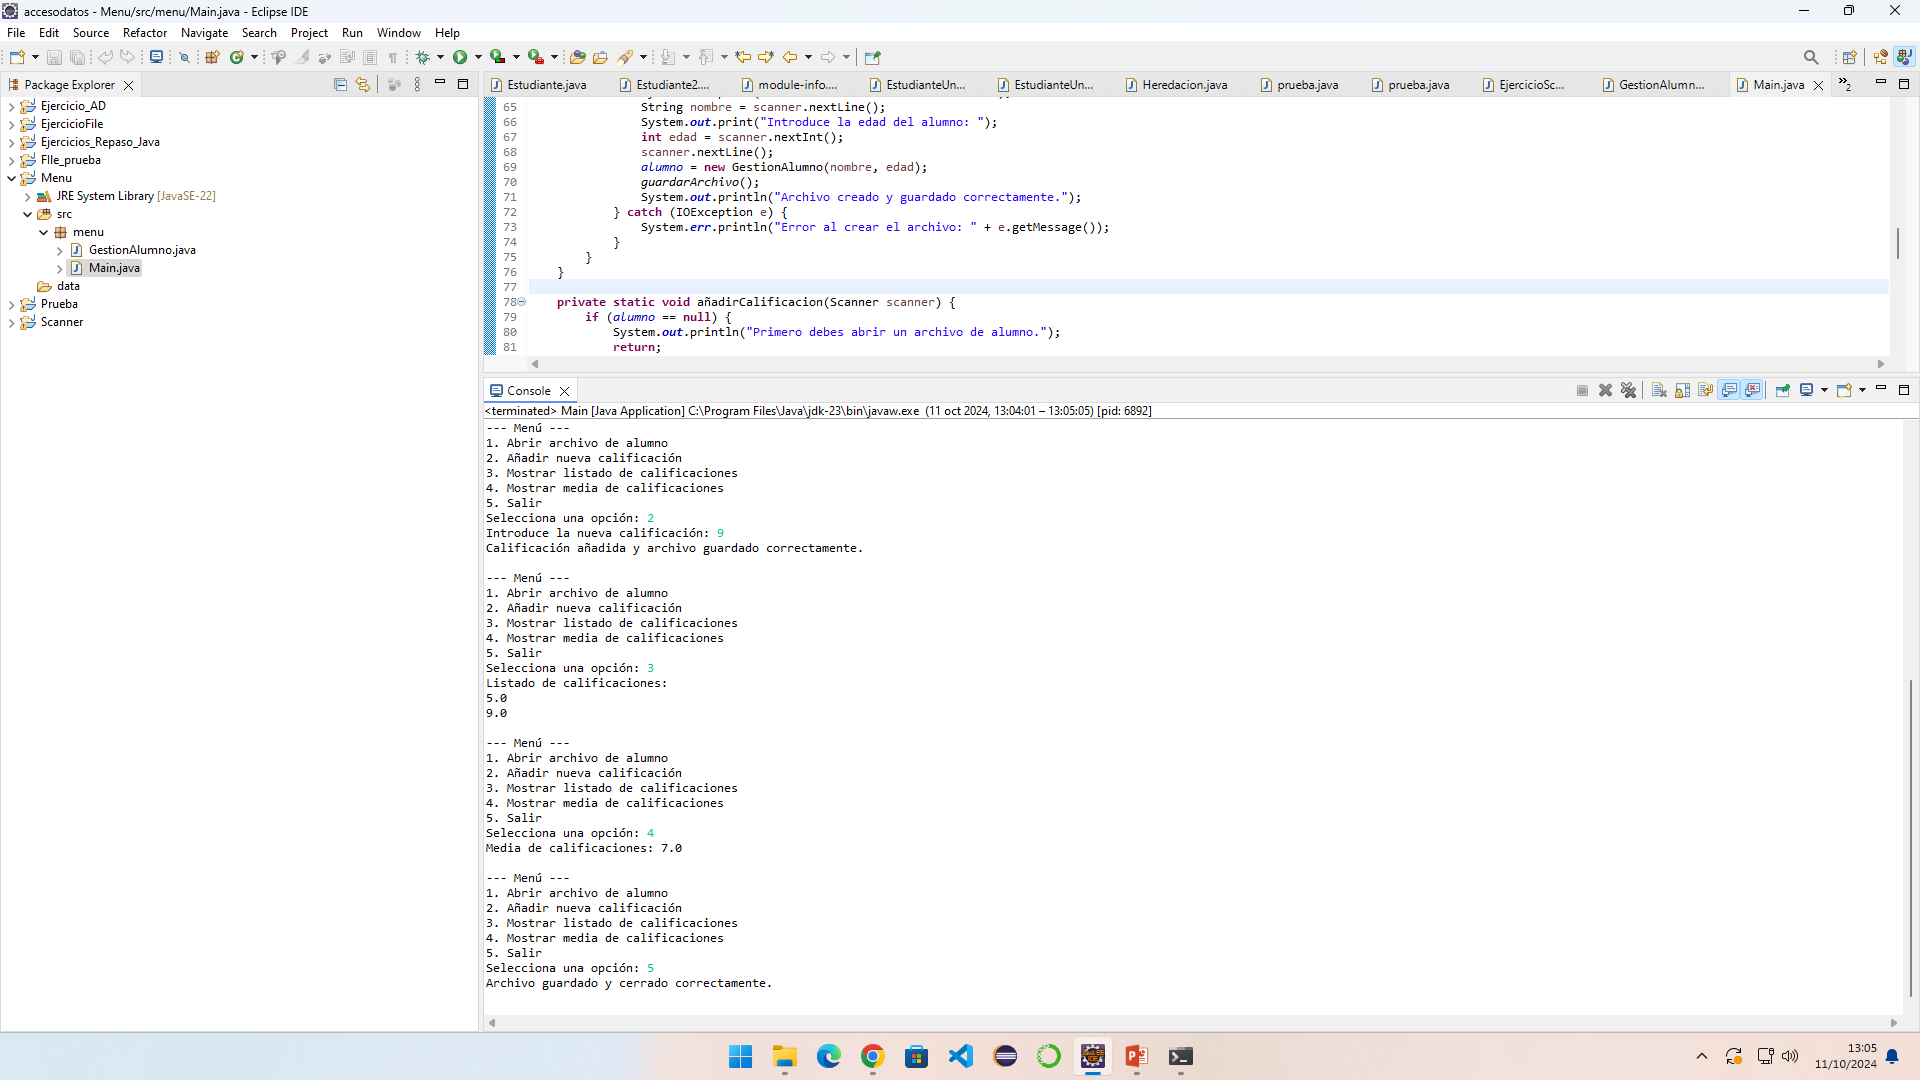 accesodatos - Menu/src/menu/Main.java - Eclipse IDE
File Edit Source Refactor Navigate Search Project Run Window Help
Package Explorer
Ejercicio_AD
EjercicioFile
Ejercicios_Repaso_Java
FIle_prueba
Menu
JRE System Library [JavaSE-22]
src
menu
GestionAlumno.java
Main.java
data
Prueba
Scanner
Estudiante.java Estudiante2.... module-info.... EstudianteUn... EstudianteUn... Heredacion.java prueba.java prueba.java EjercicioSc... GestionAlumn... Main.java »2
65 String nombre = scanner.nextLine();
66 System.out.print("Introduce la edad del alumno: ");
67 int edad = scanner.nextInt();
68 scanner.nextLine();
69 alumno = new GestionAlumno(nombre, edad);
70 guardarArchivo();
71 System.out.println("Archivo creado y guardado correctamente.");
72 } catch (IOException e) {
73 System.err.println("Error al crear el archivo: " + e.getMessage());
74 }
75 }
76 }
77
78 private static void añadirCalificacion(Scanner scanner) {
79 if (alumno == null) {
80 System.out.println("Primero debes abrir un archivo de alumno.");
81 return;
Console
<terminated> Main [Java Application] C:\Program Files\Java\jdk-23\bin\javaw.exe (11 oct 2024, 13:04:01 – 13:05:05) [pid: 6892]
--- Menú ---
1. Abrir archivo de alumno
2. Añadir nueva calificación
3. Mostrar listado de calificaciones
4. Mostrar media de calificaciones
5. Salir
Selecciona una opción: 2
Introduce la nueva calificación: 9
Calificación añadida y archivo guardado correctamente.
--- Menú ---
1. Abrir archivo de alumno
2. Añadir nueva calificación
3. Mostrar listado de calificaciones
4. Mostrar media de calificaciones
5. Salir
Selecciona una opción: 3
Listado de calificaciones:
5.0
9.0
--- Menú ---
1. Abrir archivo de alumno
2. Añadir nueva calificación
3. Mostrar listado de calificaciones
4. Mostrar media de calificaciones
5. Salir
Selecciona una opción: 4
Media de calificaciones: 7.0
--- Menú ---
1. Abrir archivo de alumno
2. Añadir nueva calificación
3. Mostrar listado de calificaciones
4. Mostrar media de calificaciones
5. Salir
Selecciona una opción: 5
Archivo guardado y cerrado correctamente.
13:05
11/10/2024